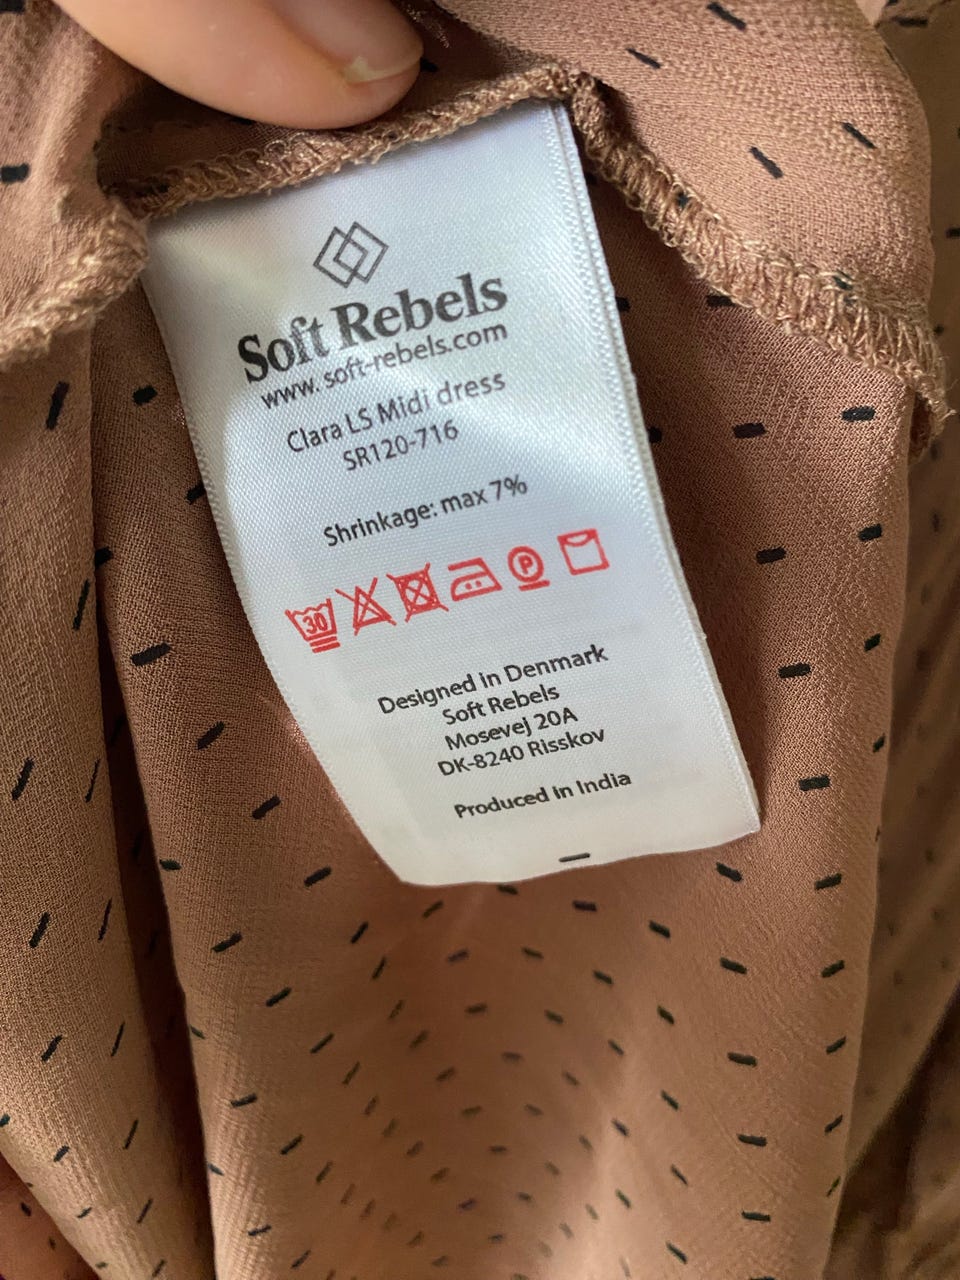 Soft Rebels
www.soft-rebels.com
Clara LS Midi dress
SR120-716
Shrinkage: max 7%
30 P
Designed in Denmark
Soft Rebels
Mosevej 20A
DK-8240 Risskov
Produced in India